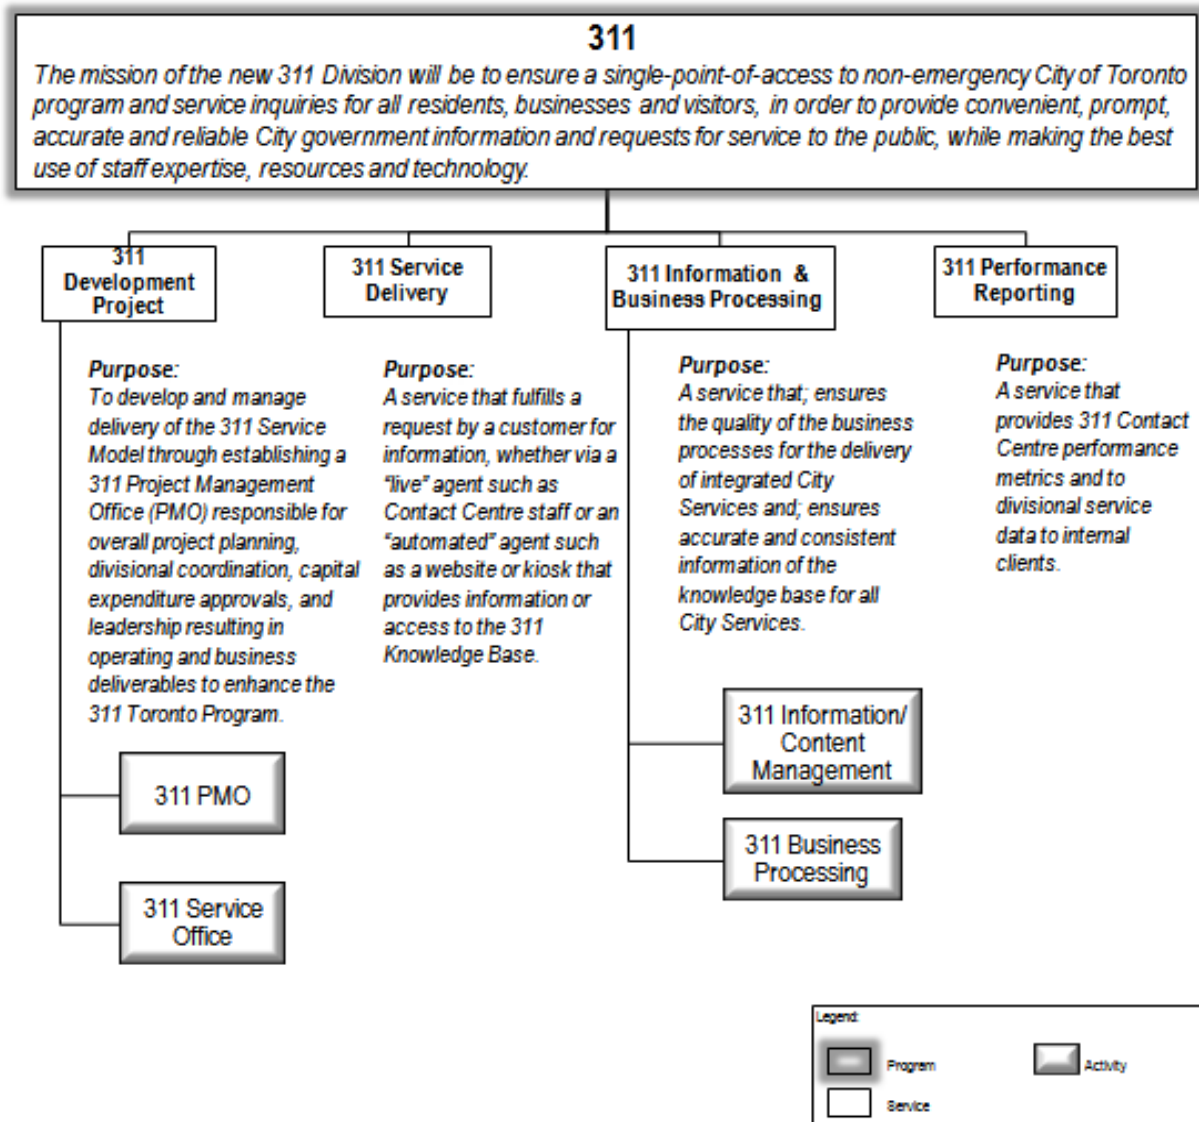 311
The mission of the new 311 Division will be to ensure a single-point-of-access to non-emergency City of Toronto
program and service inquiries for all residents, businesses and visitors, in order to provide convenient, prompt,
accurate and reliable City government information and requests for service to the public, while making the best
use of staff expertise, resources and technology.
311
Development
Project
311 Service
Delivery
311 Information &
Business Processing
311 Performance
Reporting
Purpose:
To develop and manage
delivery of the 311 Service
Model through establishing a
311 Project Management
Office (PMO) responsible for
overall project planning,
divisional coordination, capital
expenditure approvals, and
leadership resulting in
operating and business
deliverables to enhance the
311 Toronto Program.
Purpose:
A service that fulfills a
request by a customer for
information, whether via a
"live" agent such as
Contact Centre staff or an
"automated" agent such
as a website or kiosk that
provides information or
access to the 311
Knowledge Base.
Purpose:
A service that; ensures
the quality of the business
processes for the delivery
of integrated City
Services and; ensures
accurate and consistent
information of the
knowledge base for all
City Services.
Purpose:
A service that
provides 311 Contact
Centre performance
metrics and to
divisional service
data to internal
clients.
311 PMO
311 Service
Office
311 Information/
Content
Management
311 Business
Processing
Legend:
Program
Activity
Service